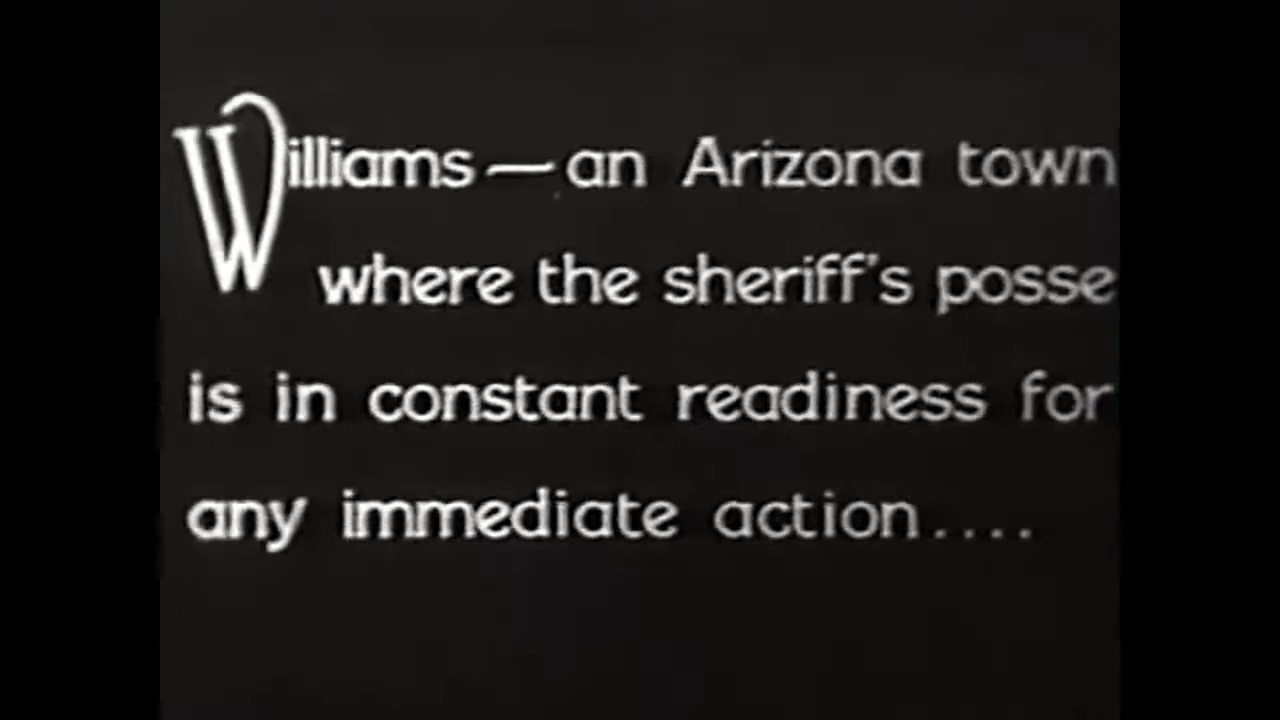 Williams — an Arizona town
where the sheriff's posse
is in constant readiness for
any immediate action....